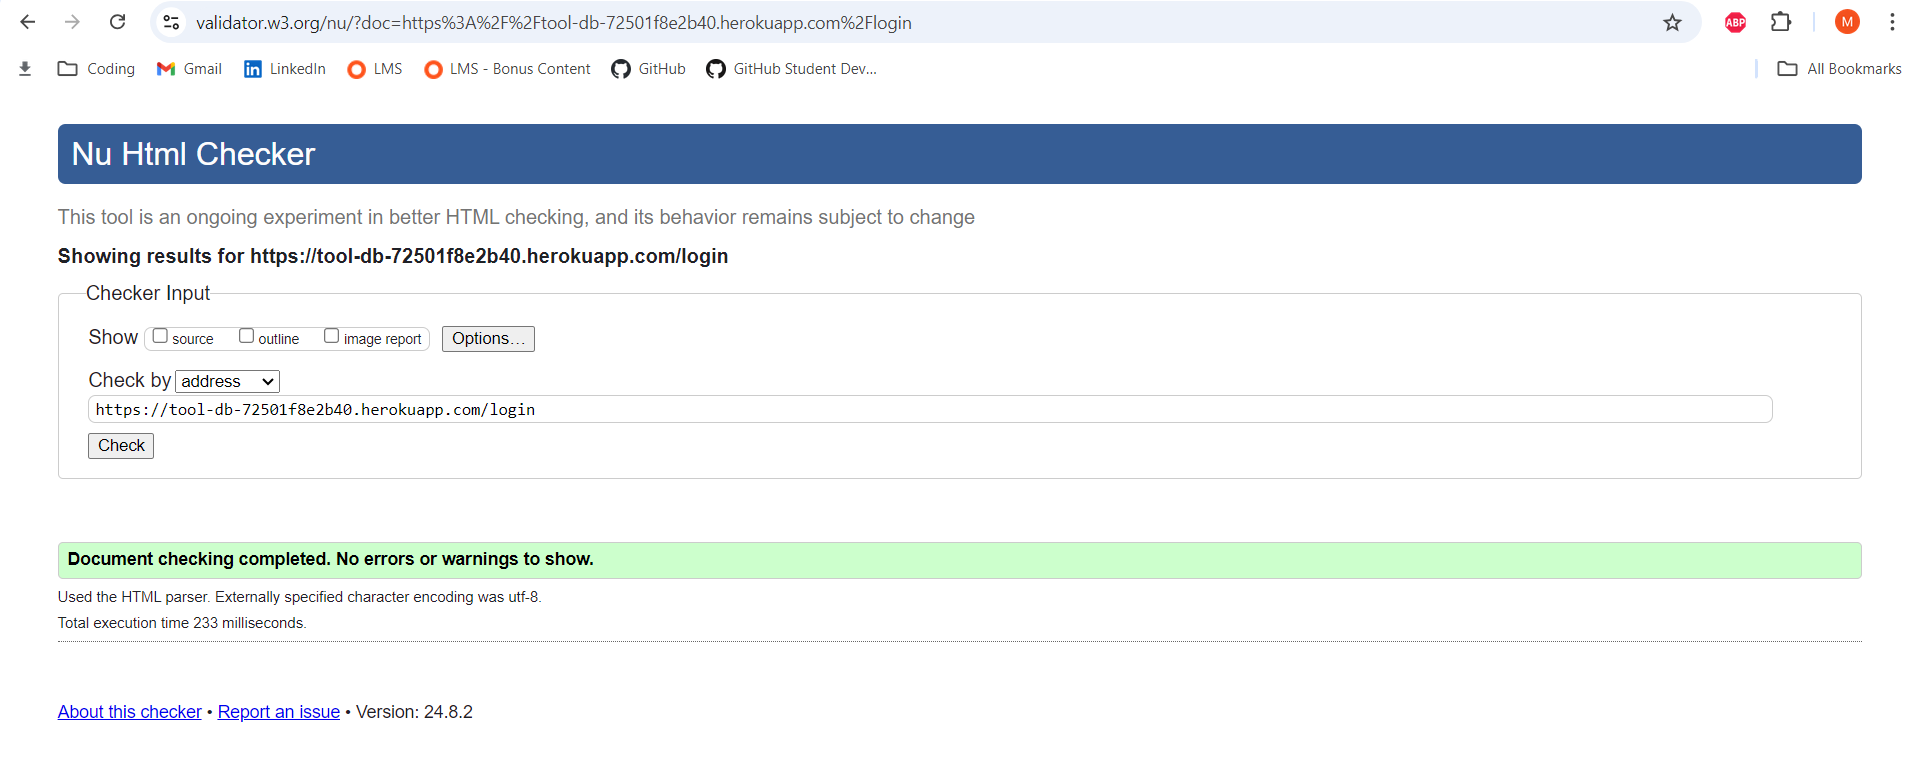 validator.w3.org/nu/?doc=https%3A%2F%2Ftool-db-72501f8e2b40.herokuapp.com%2Flogin ABP M
Coding Gmail LinkedIn LMS LMS - Bonus Content GitHub GitHub Student Dev... All Bookmarks
Nu Html Checker
This tool is an ongoing experiment in better HTML checking, and its behavior remains subject to change
Showing results for https://tool-db-72501f8e2b40.herokuapp.com/login
Checker Input
Show source outline image report Options...
Check by address
https://tool-db-72501f8e2b40.herokuapp.com/login
Check
Document checking completed. No errors or warnings to show.
Used the HTML parser. Externally specified character encoding was utf-8.
Total execution time 233 milliseconds.
About this checker • Report an issue • Version: 24.8.2